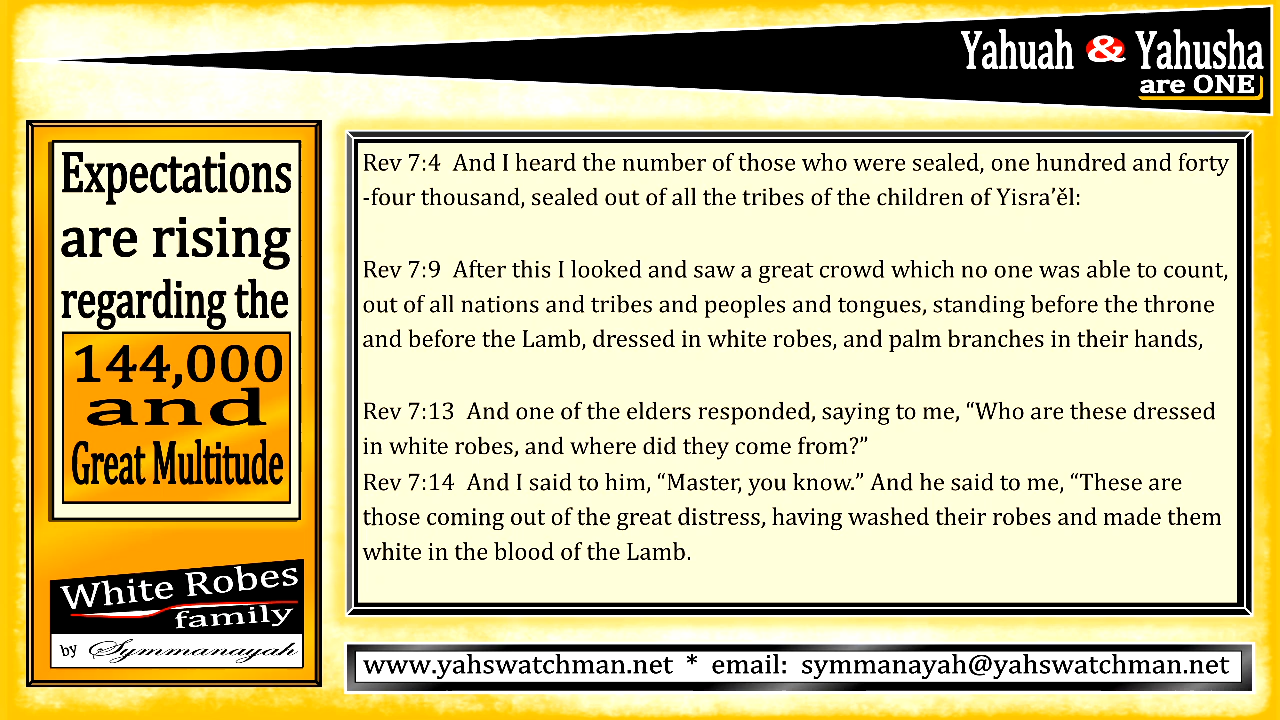 Yahuah & Yahusha
are ONE
Expectations
are rising
regarding the
144,000
and
Great Multitude
White Robes
family
by Symmanayah
Rev 7:4  And I heard the number of those who were sealed, one hundred and forty
-four thousand, sealed out of all the tribes of the children of Yisra’ěl:
Rev 7:9  After this I looked and saw a great crowd which no one was able to count,
out of all nations and tribes and peoples and tongues, standing before the throne
and before the Lamb, dressed in white robes, and palm branches in their hands,
Rev 7:13  And one of the elders responded, saying to me, “Who are these dressed
in white robes, and where did they come from?”
Rev 7:14  And I said to him, “Master, you know.” And he said to me, “These are
those coming out of the great distress, having washed their robes and made them
white in the blood of the Lamb.
www.yahswatchman.net * email: symmanayah@yahswatchman.net